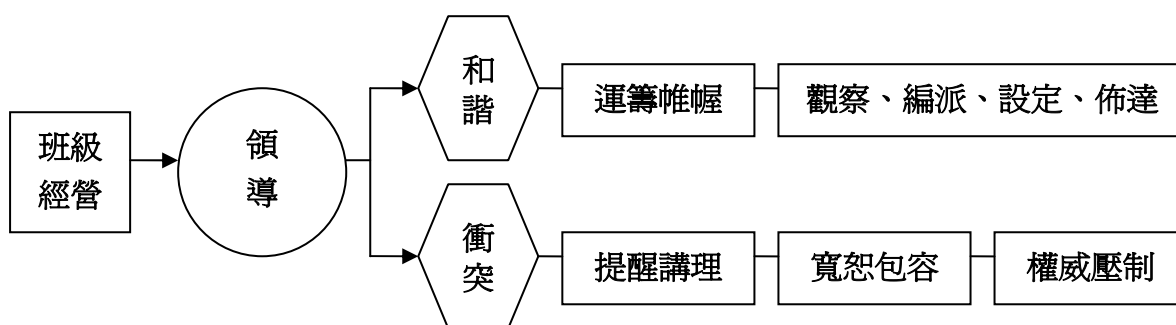 班級
經營
領
導
和
諧
運籌帷幄
觀察、編派、設定、佈達
衝
突
提醒講理
寬恕包容
權威壓制